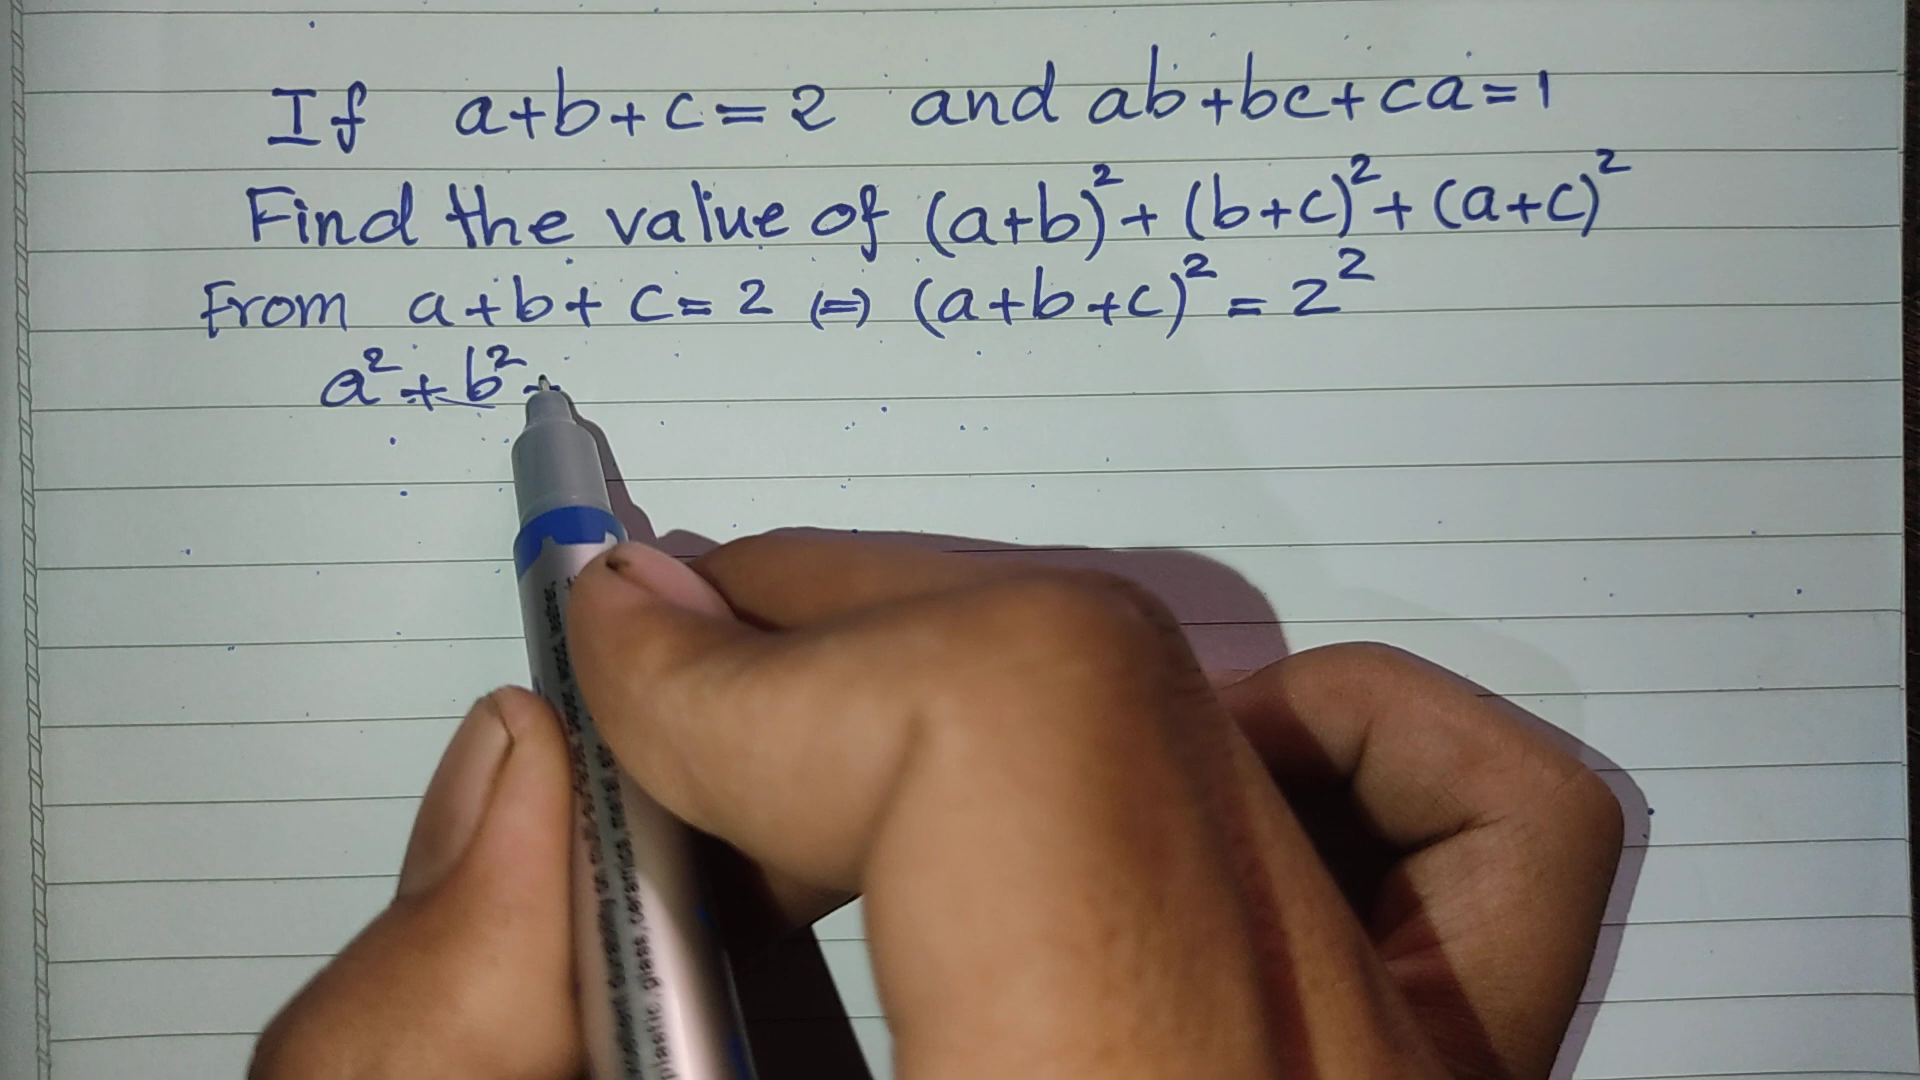 If a+b+c=2 and ab+bc+ca=1
Find the value of (a+b)²+(b+c)²+(a+c)²
From a+b+c=2 (=) (a+b+c)²=2²
a²+b²+